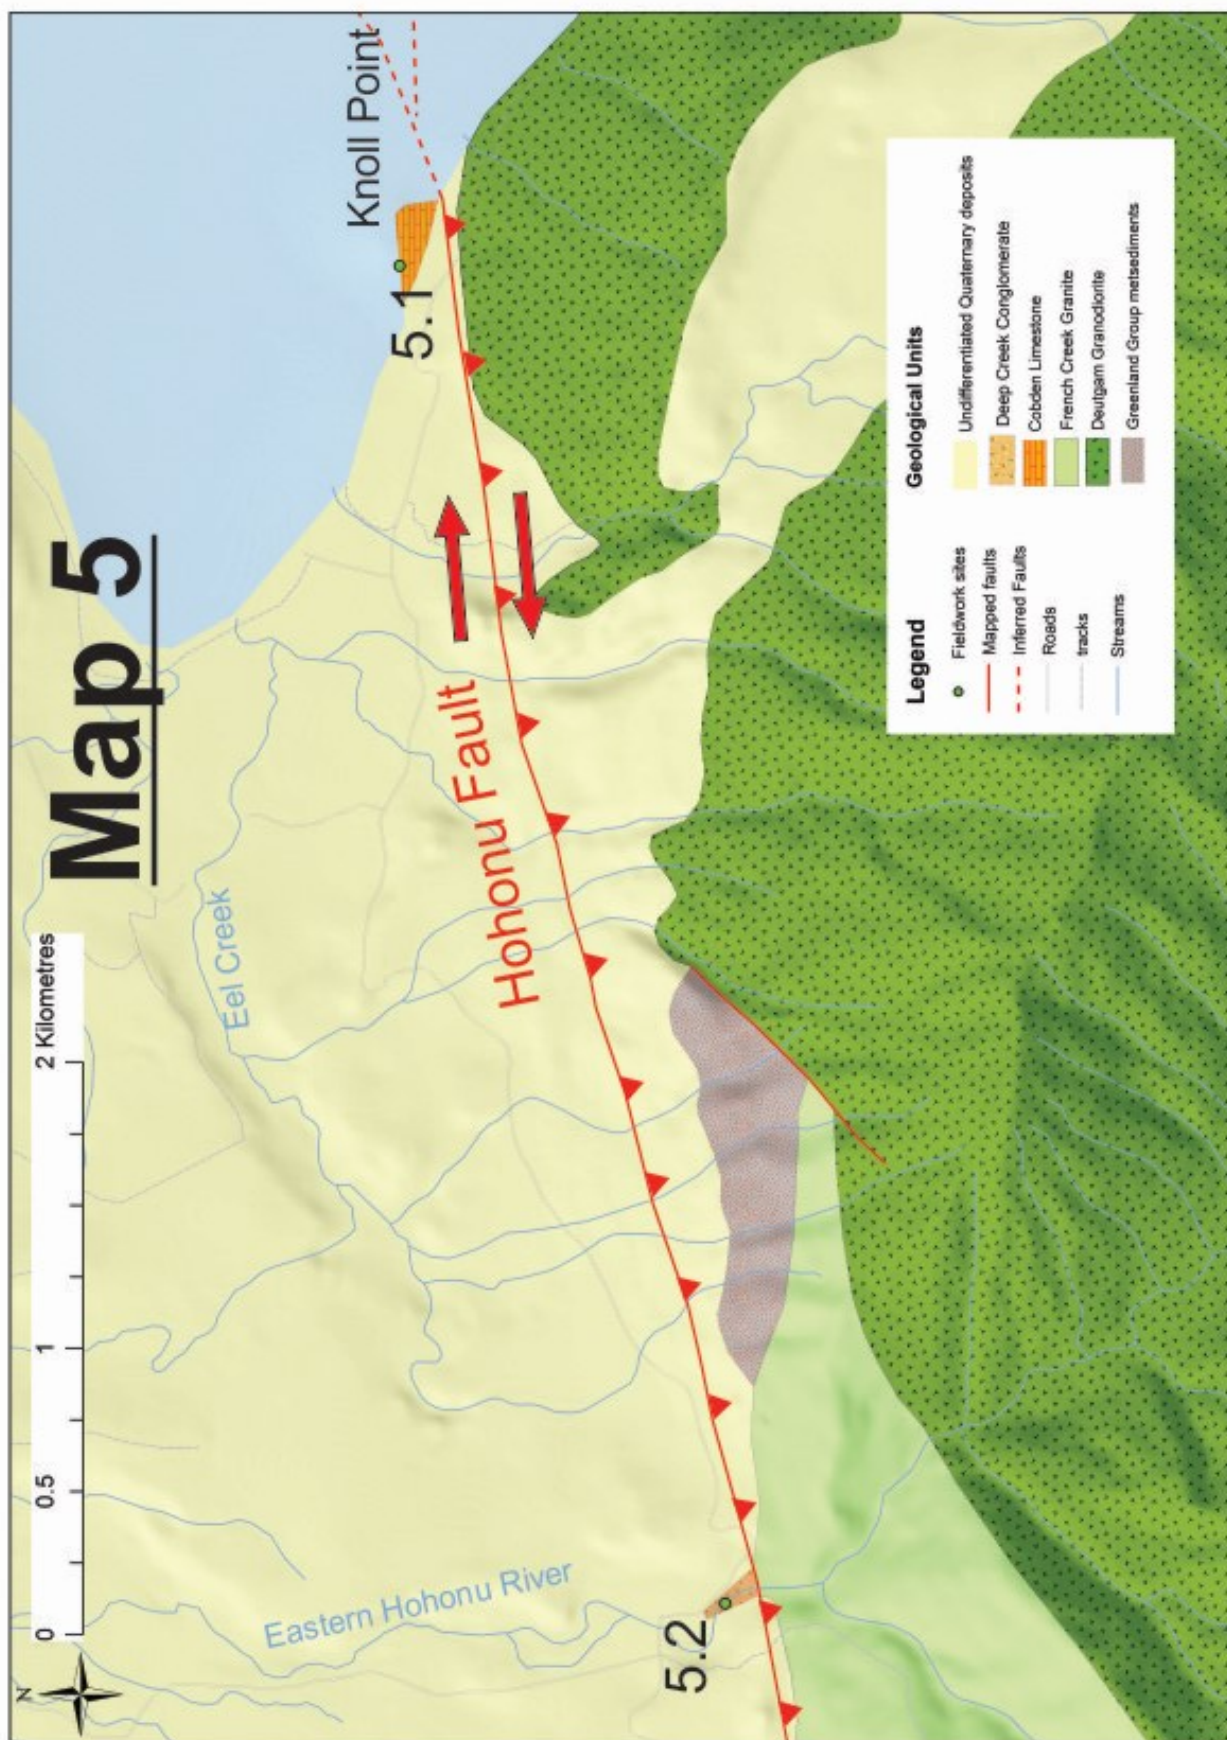 Map 5
N
0 0.5 1 2 Kilometres
Knoll Point
5.1
Eel Creek
Hohonu Fault
Eastern Hohonu River
5.2
Legend
Fieldwork sites
Mapped faults
Inferred Faults
Roads
tracks
Streams
Geological Units
Undifferentiated Quaternary deposits
Deep Creek Conglomerate
Cobden Limestone
French Creek Granite
Deutgam Granodiorite
Greenland Group metsediments